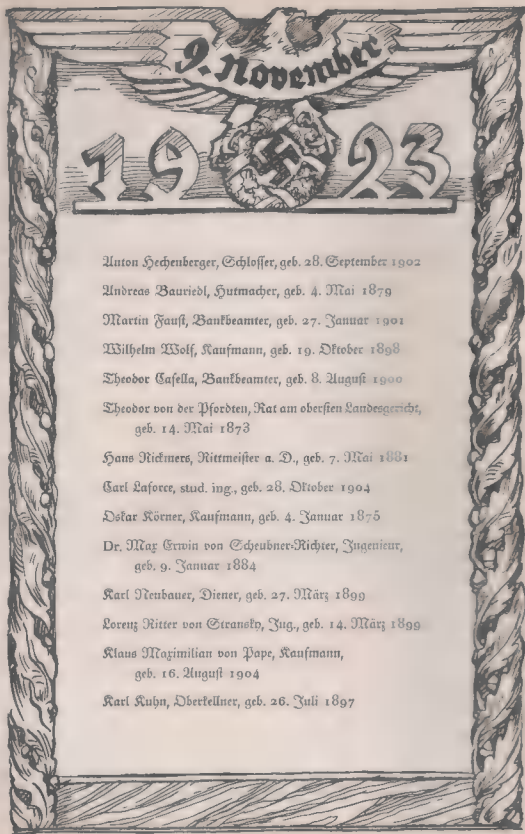 9. November
1923
Anton Hechenberger, Schlosser, geb. 28. September 1902
Andreas Bauriedl, Hutmacher, geb. 4. Mai 1879
Martin Faust, Bankbeamter, geb. 27. Januar 1901
Wilhelm Wolf, Kaufmann, geb. 19. Oktober 1898
Theodor Casella, Bankbeamter, geb. 8. August 1900
Theodor von der Pfordten, Rat am obersten Landesgericht,
geb. 14. Mai 1873
Hans Rickmers, Rittmeister a. D., geb. 7. Mai 1881
Carl Laforce, stud. ing., geb. 28. Oktober 1904
Oskar Körner, Kaufmann, geb. 4. Januar 1875
Dr. Max Erwin von Scheubner-Richter, Ingenieur,
geb. 9. Januar 1884
Karl Neubauer, Diener, geb. 27. März 1899
Lorenz Ritter von Stransky, Ing., geb. 14. März 1899
Klaus Maximilian von Pape, Kaufmann,
geb. 16. August 1904
Karl Kuhn, Oberkellner, geb. 26. Juli 1897